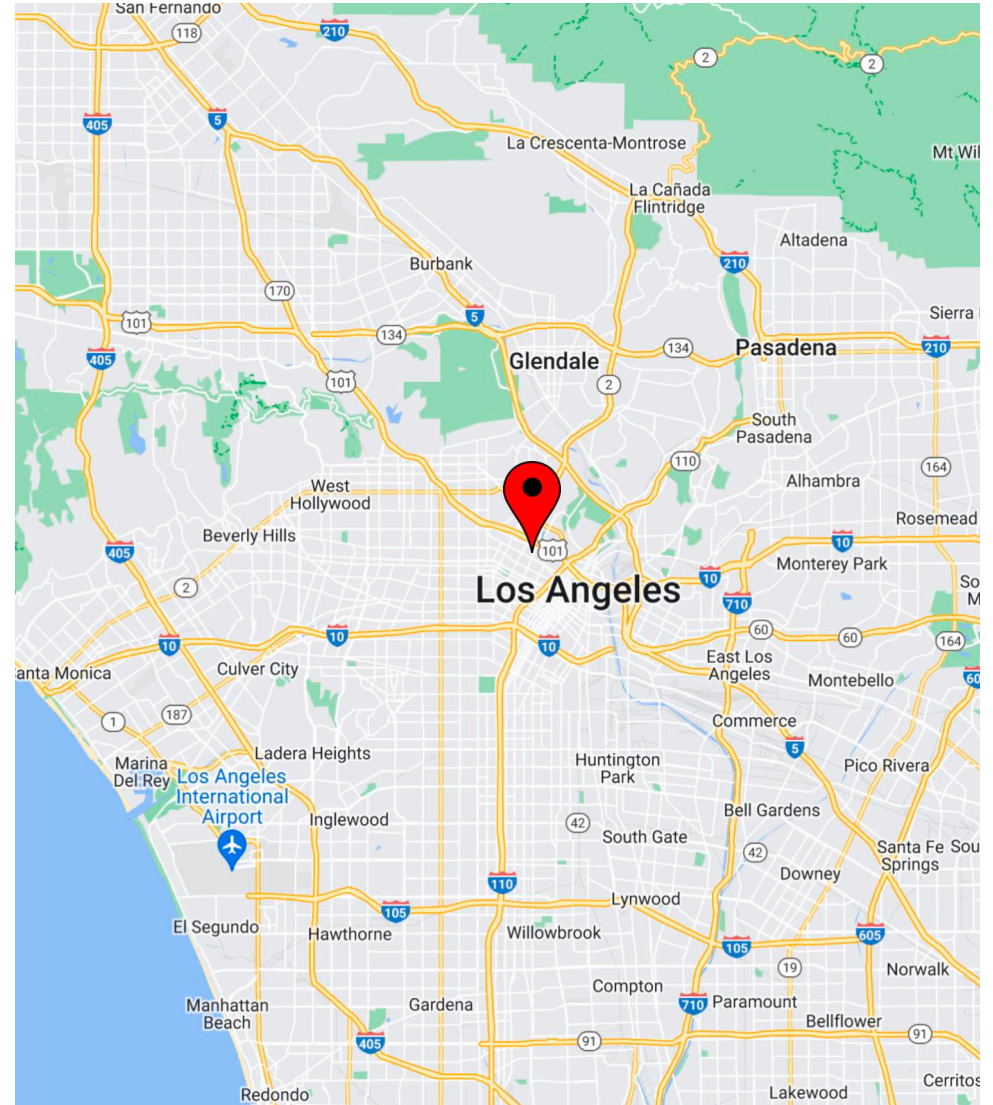 San Fernando
118
210
2
2
405
5
La Crescenta-Montrose
Mt Wil
La Cañada
Flintridge
Altadena
210
Burbank
170
Sierra
101
5
134
405
Glendale
134
Pasadena
210
101
2
South
Pasadena
110
164
West
Hollywood
Alhambra
Rosemead
Beverly Hills
405
101
10
Monterey Park
2
Los Angeles
10
710
So
M
10
10
10
60
60
164
anta Monica
Culver City
East Los
Angeles
Montebello
60
1
187
Commerce
5
Ladera Heights
Marina
Del Rey
Los Angeles
International
Airport
Huntington
Park
Pico Rivera
Inglewood
Bell Gardens
42
South Gate
42
Santa Fe
Springs
Sou
Downey
110
105
Lynwood
El Segundo
Hawthorne
Willowbrook
105
605
19
Norwalk
Manhattan
Beach
Gardena
Compton
710
Paramount
Bellflower
405
91
91
Redondo
Lakewood
Cerritos